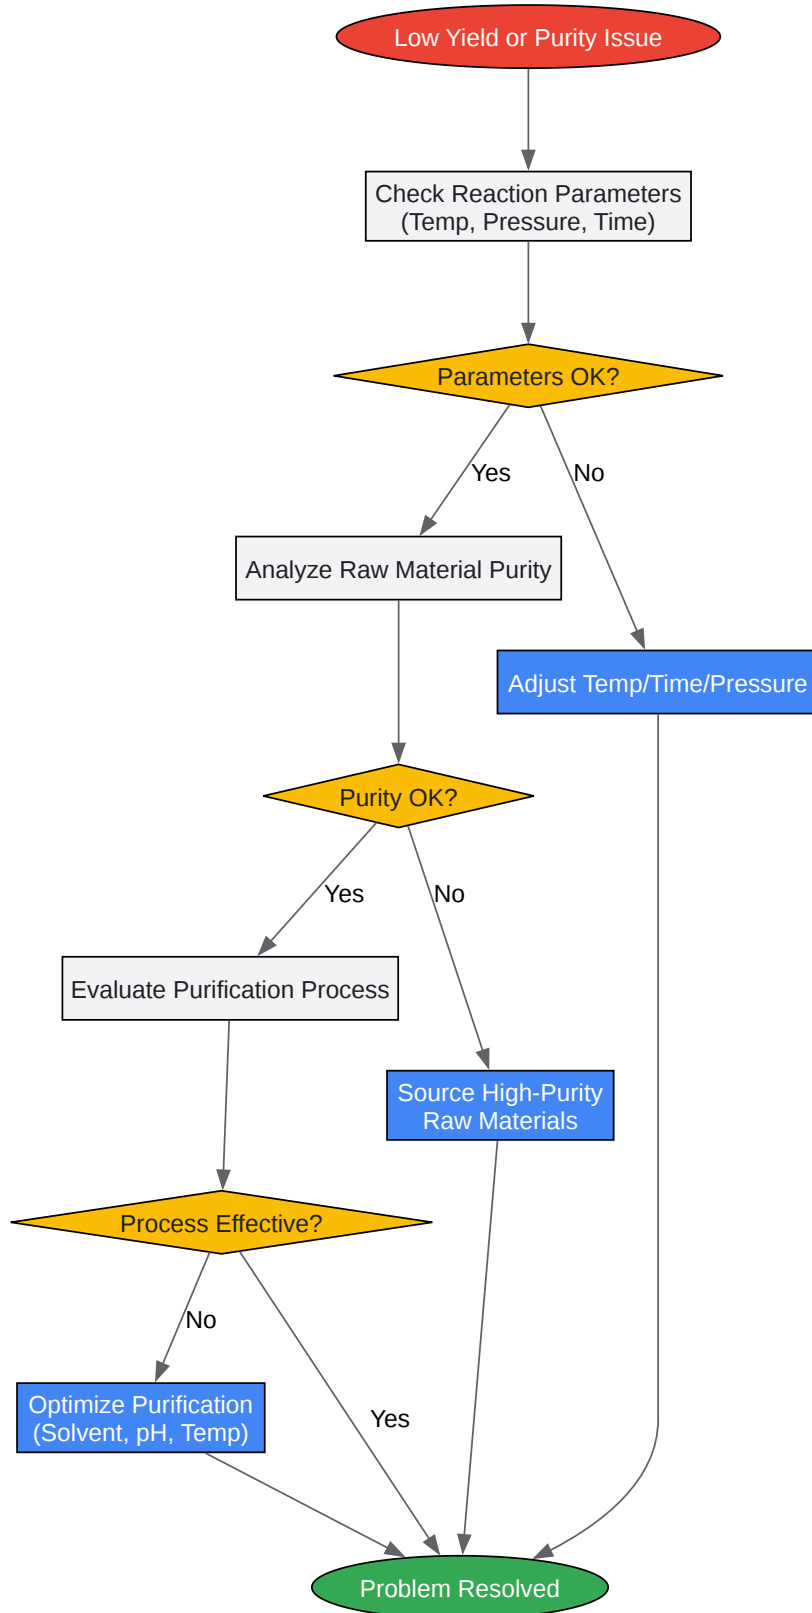 Low Yield or Purity Issue
Check Reaction Parameters
(Temp, Pressure, Time)
Parameters OK?
Yes
No
Analyze Raw Material Purity
Adjust Temp/Time/Pressure
Purity OK?
Yes
No
Evaluate Purification Process
Source High-Purity
Raw Materials
Process Effective?
No
Optimize Purification
(Solvent, pH, Temp)
Yes
Problem Resolved